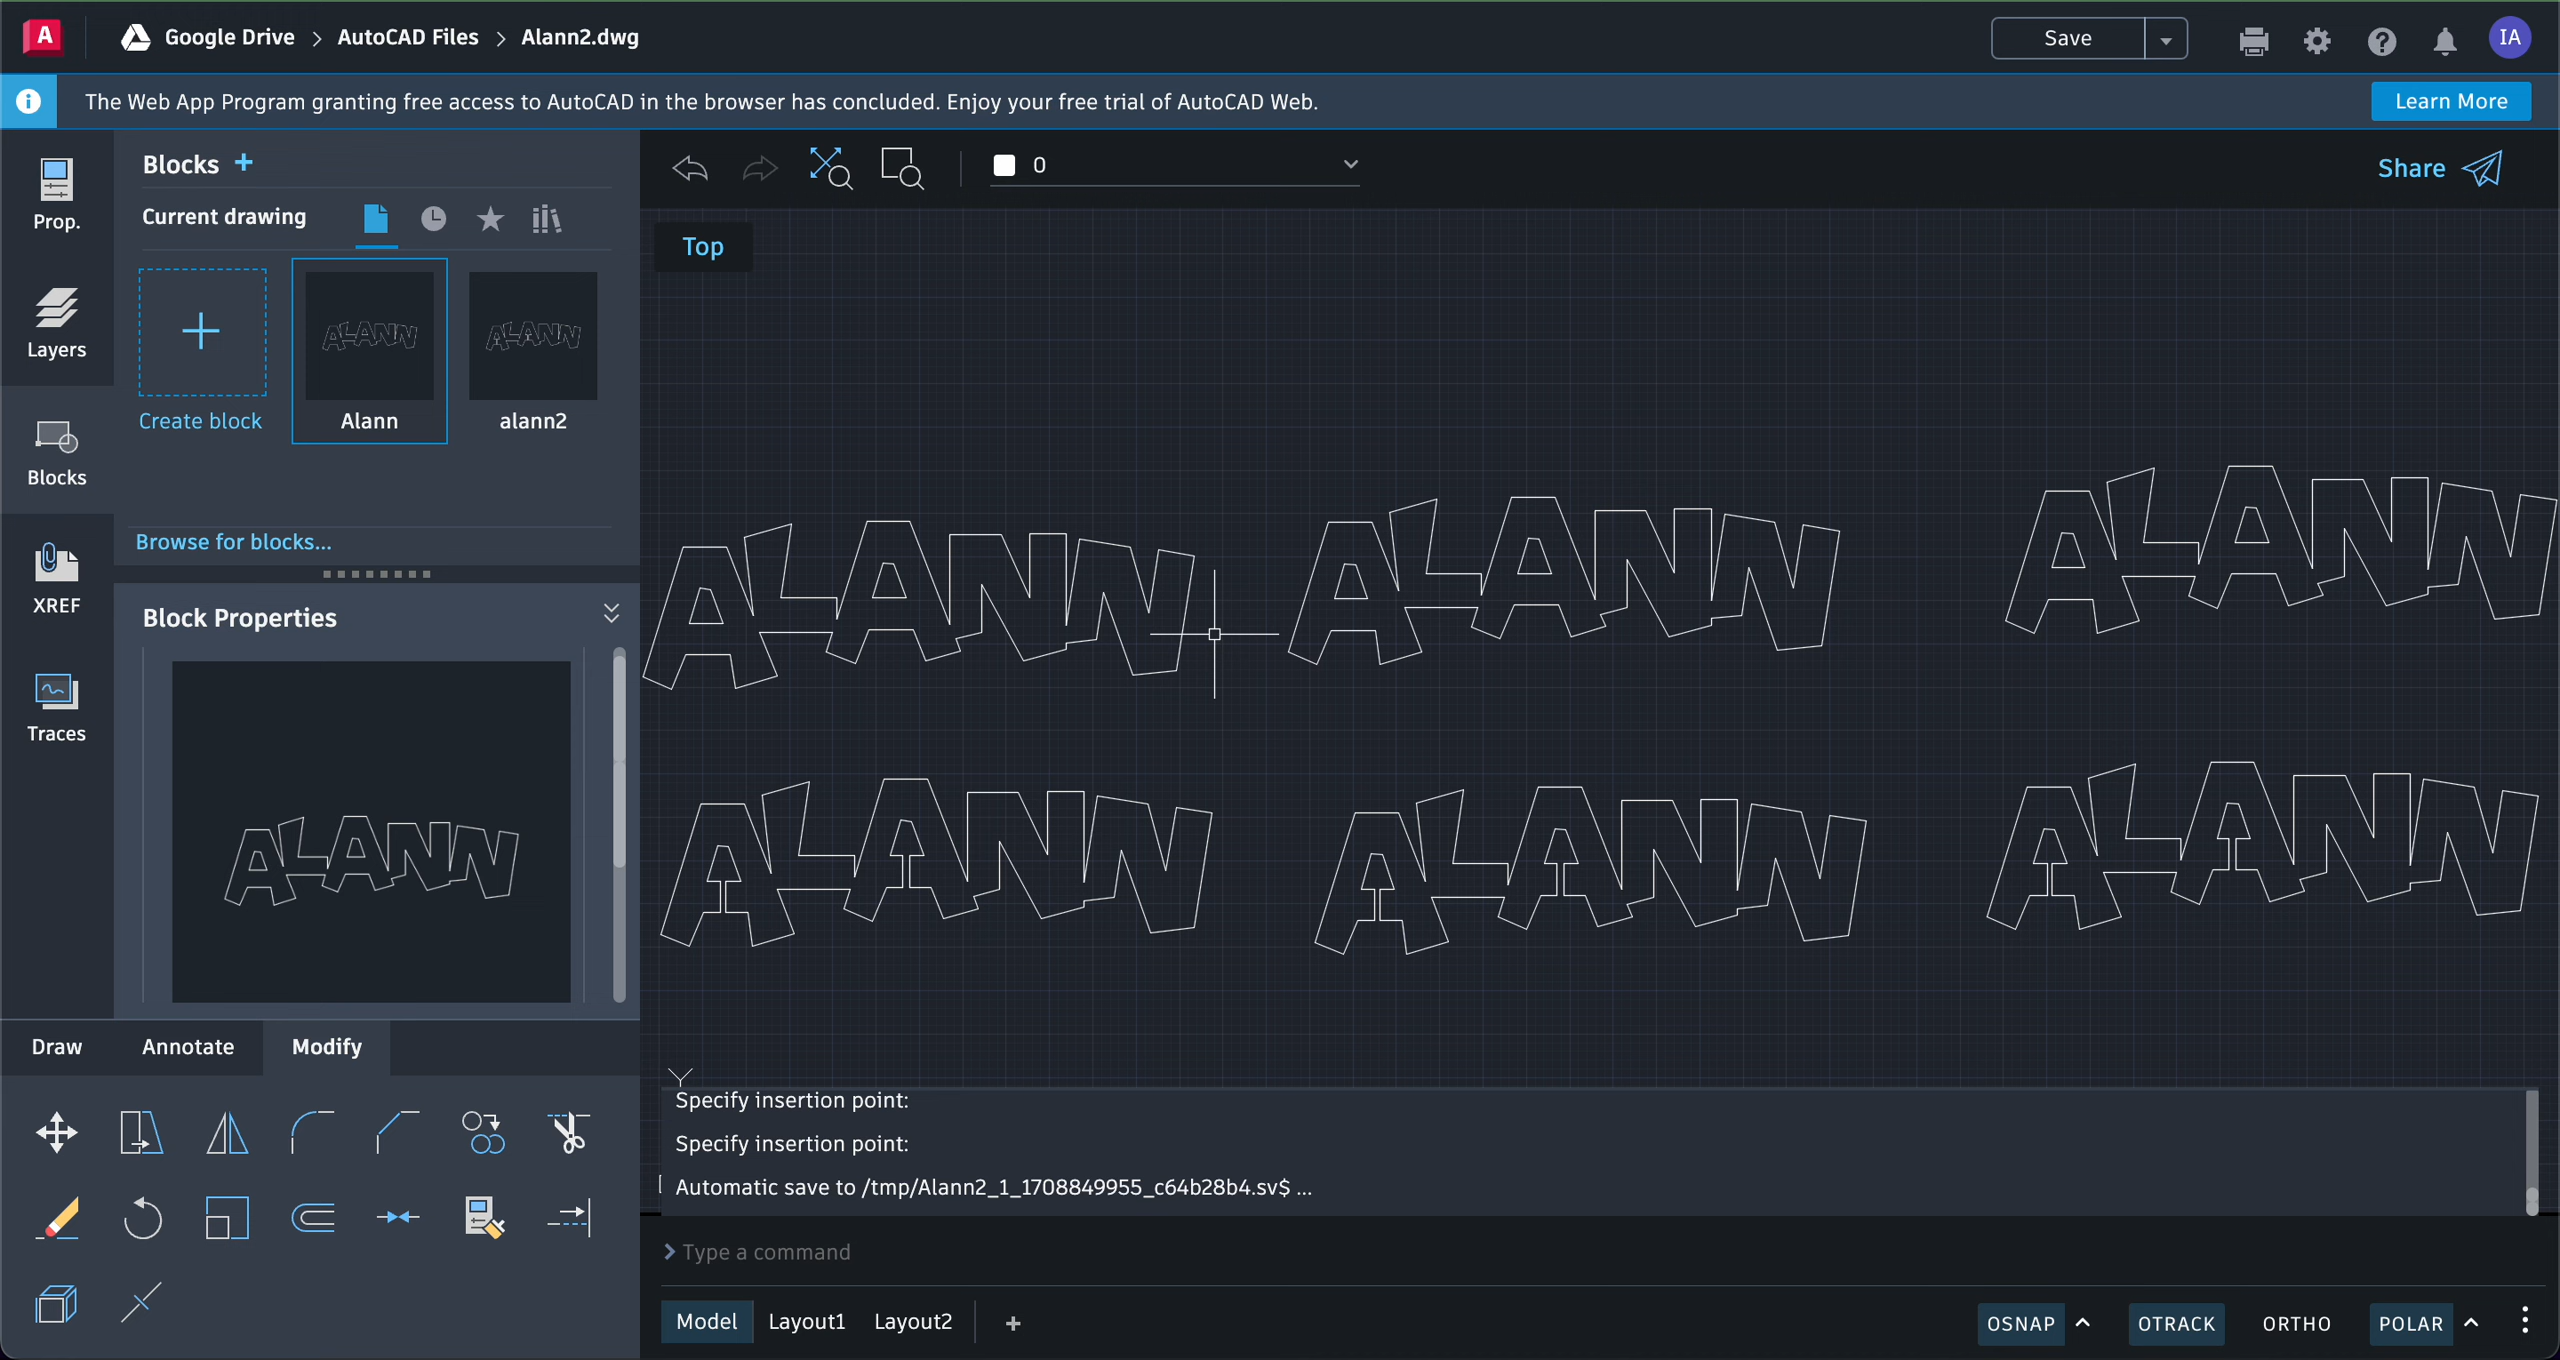 A Google Drive > AutoCAD Files > Alann2.dwg Save IA
The Web App Program granting free access to AutoCAD in the browser has concluded. Enjoy your free trial of AutoCAD Web. Learn More
Prop.
Layers
Blocks
XREF
Traces
Blocks +
Current drawing
Create block
Alann
alann2
Browse for blocks...
Block Properties
ALANN
Draw Annotate Modify
0
Share
Top
ALANN ALANN ALANN
ALANN ALANN ALANN
Y
Specify insertion point:
Specify insertion point:
Automatic save to /tmp/Alann2_1_1708849955_c64b28b4.sv$ ...
> Type a command
Model Layout1 Layout2 +
OSNAP OTRACK ORTHO POLAR